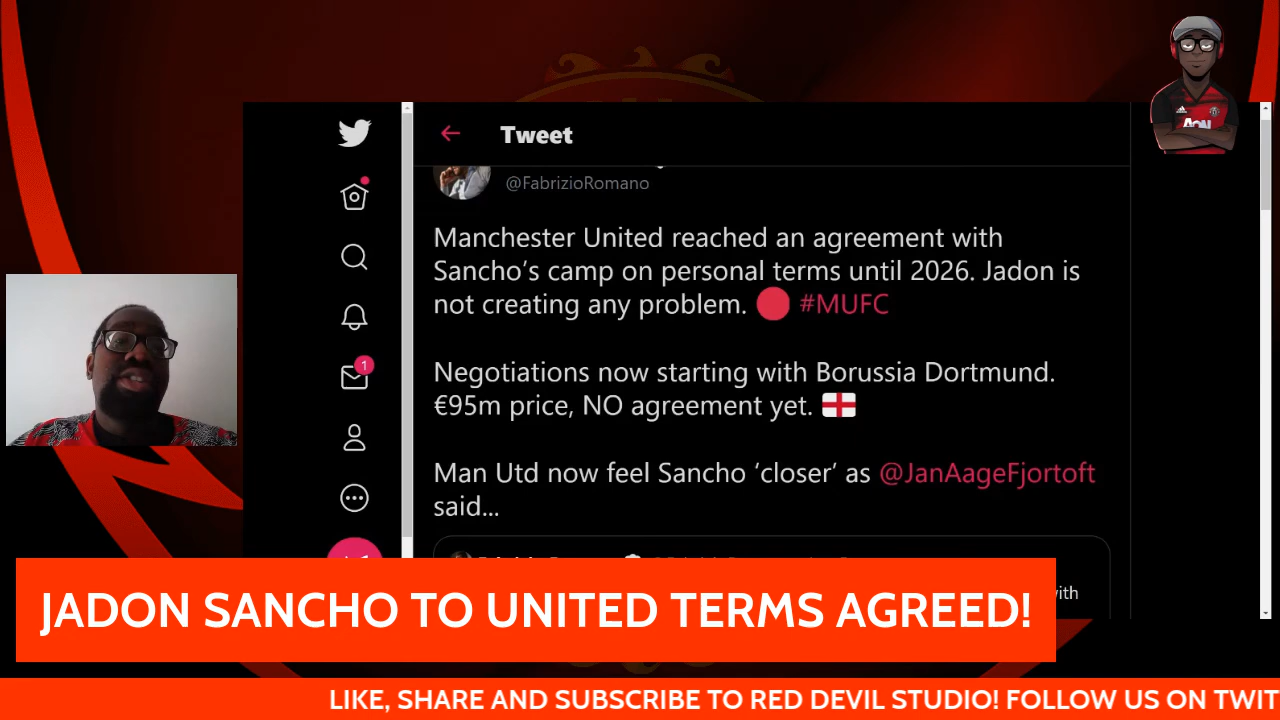 Tweet
@FabrizioRomano
Manchester United reached an agreement with
Sancho's camp on personal terms until 2026. Jadon is
not creating any problem. 🔴 #MUFC
Negotiations now starting with Borussia Dortmund.
€95m price, NO agreement yet. 🏴󠁧󠁢󠁥󠁮󠁧󠁿
Man Utd now feel Sancho ‘closer’ as @JanAageFjortoft
said...
with
1
AON
JADON SANCHO TO UNITED TERMS AGREED!
LIKE, SHARE AND SUBSCRIBE TO RED DEVIL STUDIO! FOLLOW US ON TWIT